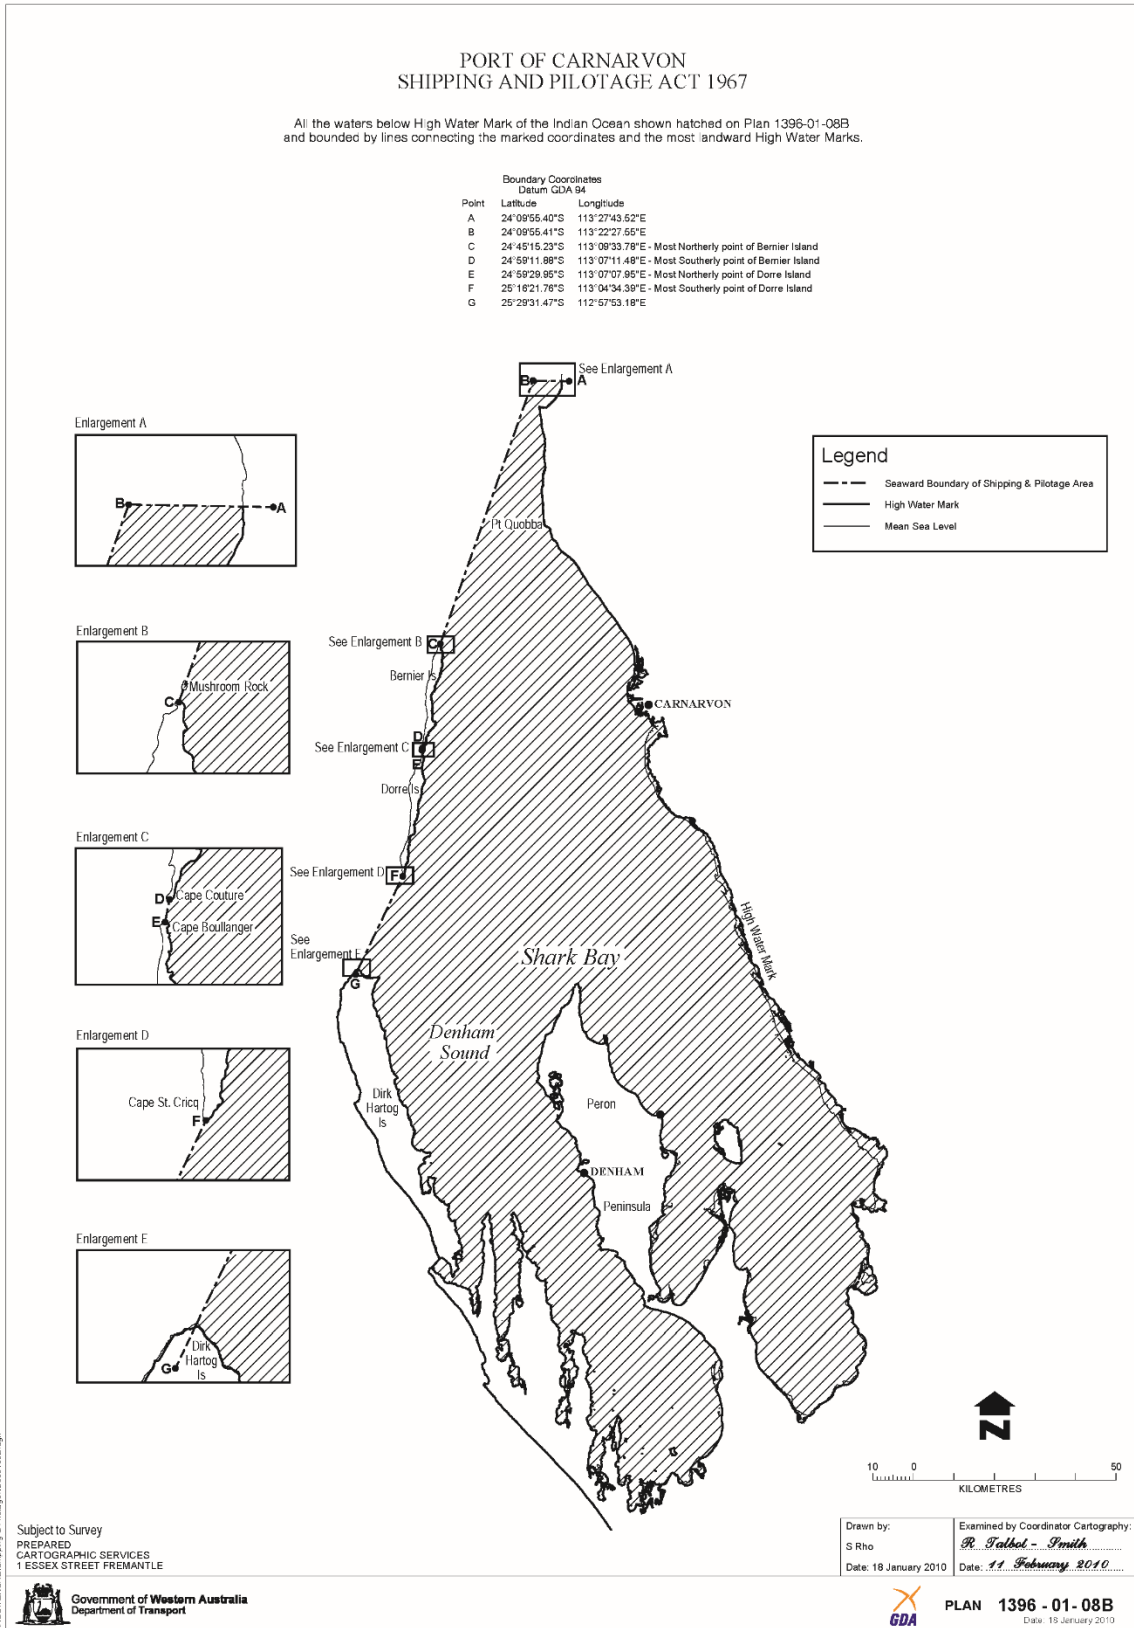 PORT OF CARNARVON
SHIPPING AND PILOTAGE ACT 1967
All the waters below High Water Mark of the Indian Ocean shown hatched on Plan 1396-01-08B
and bounded by lines connecting the marked coordinates and the most landward High Water Marks.
Boundary Coordinates
Datum GDA 94
Point Latitude Longitude
A 24°09'55.40"S 113°27'43.52"E
B 24°09'55.41"S 113°22'27.55"E
C 24°45'15.23"S 113°09'33.78"E - Most Northerly point of Bernier Island
D 24°59'11.88"S 113°07'11.48"E - Most Southerly point of Bernier Island
E 24°59'29.95"S 113°07'07.95"E - Most Northerly point of Dorre Island
F 25°16'21.76"S 113°04'34.39"E - Most Southerly point of Dorre Island
G 25°29'31.47"S 112°57'53.18"E
See Enlargement A
B A
Enlargement A
B A
Legend
Seaward Boundary of Shipping & Pilotage Area
High Water Mark
Mean Sea Level
Pt Quobba
Enlargement B
Mushroom Rock
C
See Enlargement B
C
Bernier Is
CARNARVON
D
See Enlargement C
E
Dorre Is
Enlargement C
D Cape Couture
E Cape Boullanger
See Enlargement D
F
High Water Mark
See
Enlargement E
G
Shark Bay
Denham
Sound
Enlargement D
Cape St. Cricq
F
Dirk
Hartog
Is
Peron
DENHAM
Peninsula
Enlargement E
Dirk
Hartog
Is
G
N
10 0 50
KILOMETRES
Subject to Survey
PREPARED
CARTOGRAPHIC SERVICES
1 ESSEX STREET FREMANTLE
Drawn by:
S Rho
Date: 18 January 2010
Examined by Coordinator Cartography:
R Talbot - Smith
Date: 11 February 2010
Government of Western Australia
Department of Transport
GDA
PLAN 1396 - 01 - 08B
Date: 18 January 2010